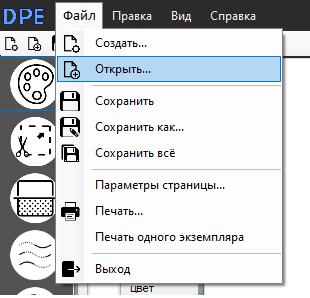 DPE Файл Правка Вид Справка
Создать...
Открыть...
Сохранить
Сохранить как...
Сохранить всё
Параметры страницы...
Печать...
Печать одного экземпляра
Выход
цвет